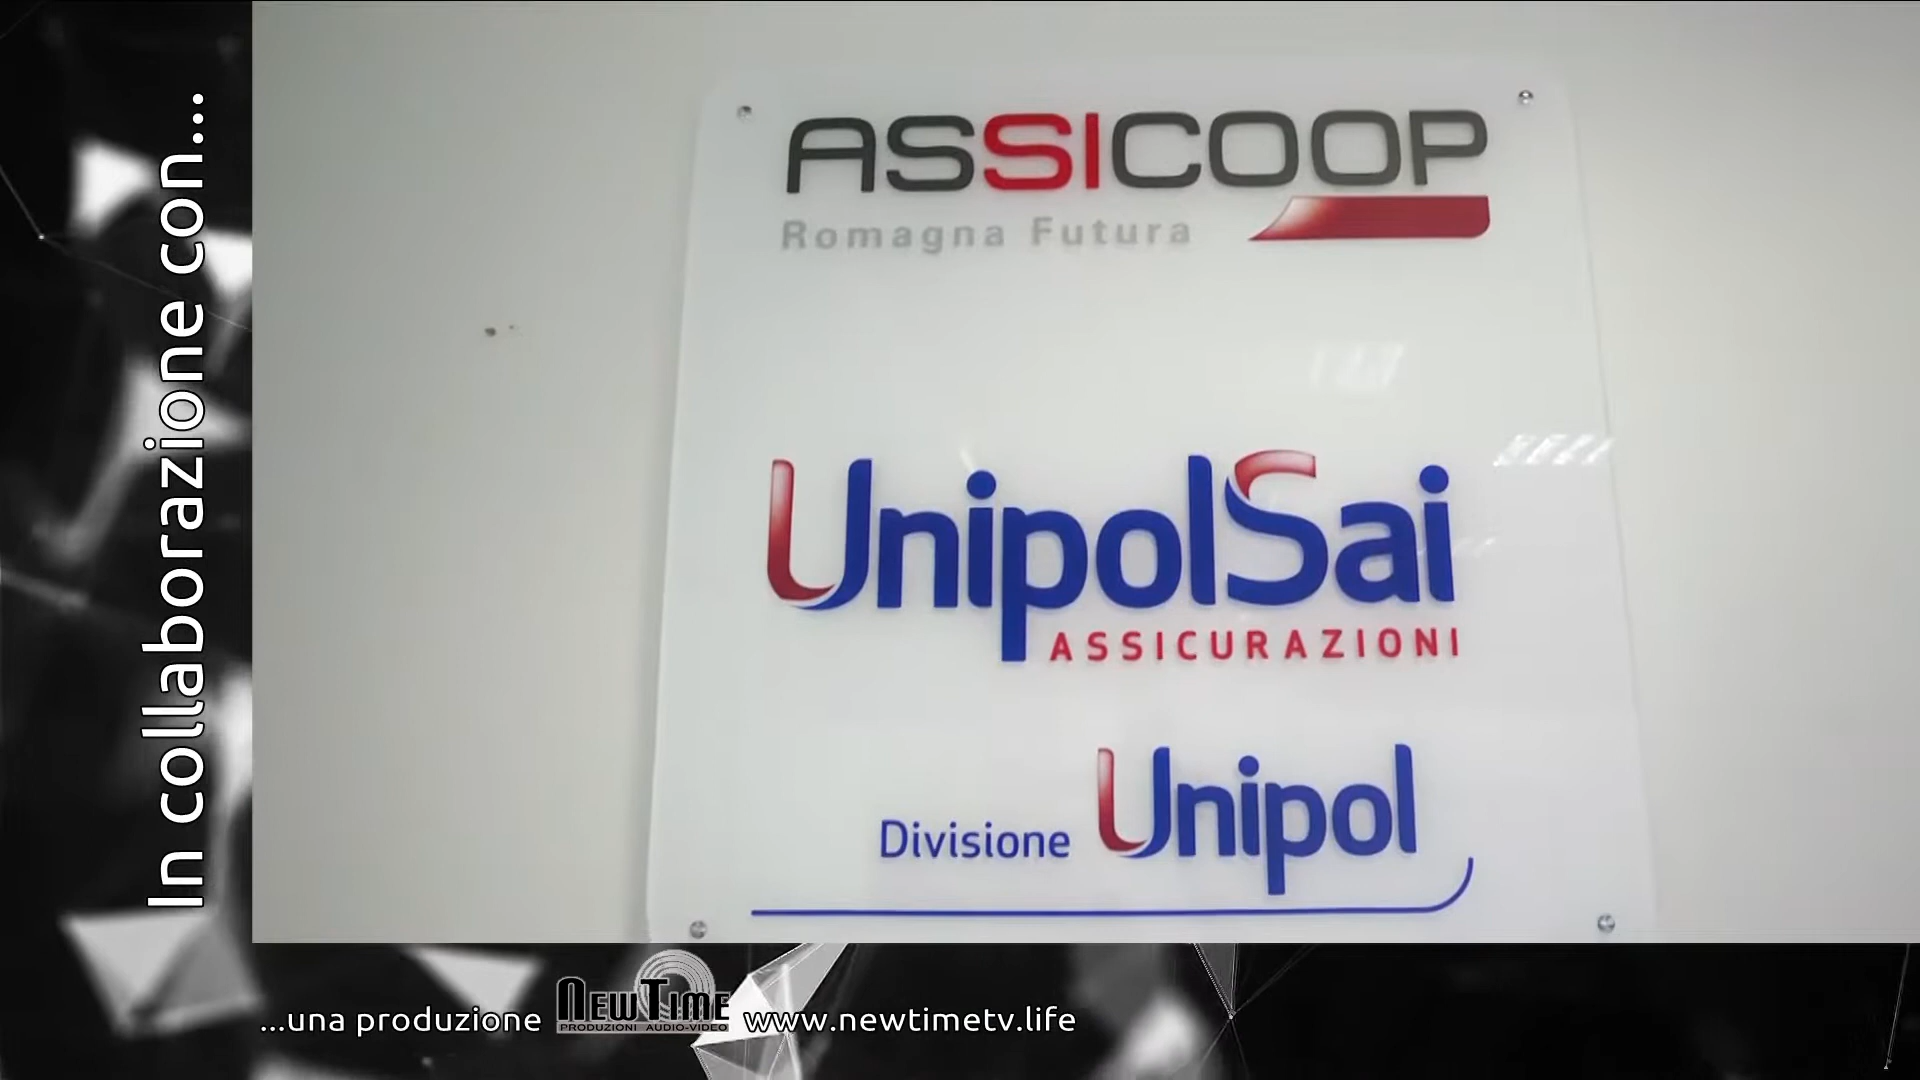 In collaborazione con...
ASSICOOP
Romagna Futura
UnipolSai
ASSICURAZIONI
Divisione Unipol
...una produzione NEWTIME www.newtimetv.life
PRODUZIONI AUDIO-VIDEO